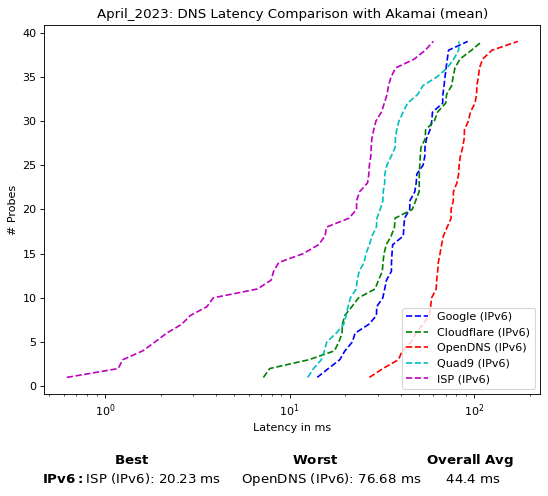 April_2023: DNS Latency Comparison with Akamai (mean)
# Probes
40
35
30
25
20
15
10
5
0
Google (IPv6)
Cloudflare (IPv6)
OpenDNS (IPv6)
Quad9 (IPv6)
ISP (IPv6)
10⁰ 10¹ 10²
Latency in ms
Best Worst Overall Avg
IPv6: ISP (IPv6): 20.23 ms OpenDNS (IPv6): 76.68 ms 44.4 ms